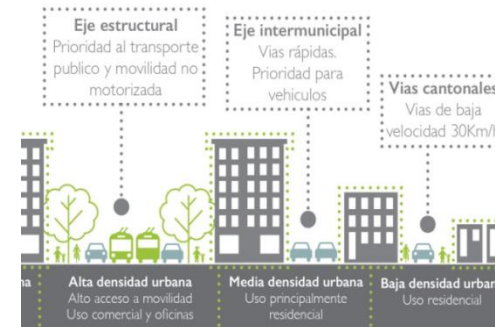 Eje estructural
Prioridad al transporte
publico y movilidad no
motorizada
Eje intermunicipal
Vias rápidas.
Prioridad para
vehiculos
Vias cantonales
Vias de baja
velocidad 30Km/
Alta densidad urbana
Alto acceso a movilidad
Uso comercial y oficinas
Media densidad urbana
Uso principalmente
residencial
Baja densidad urban
Uso residencial